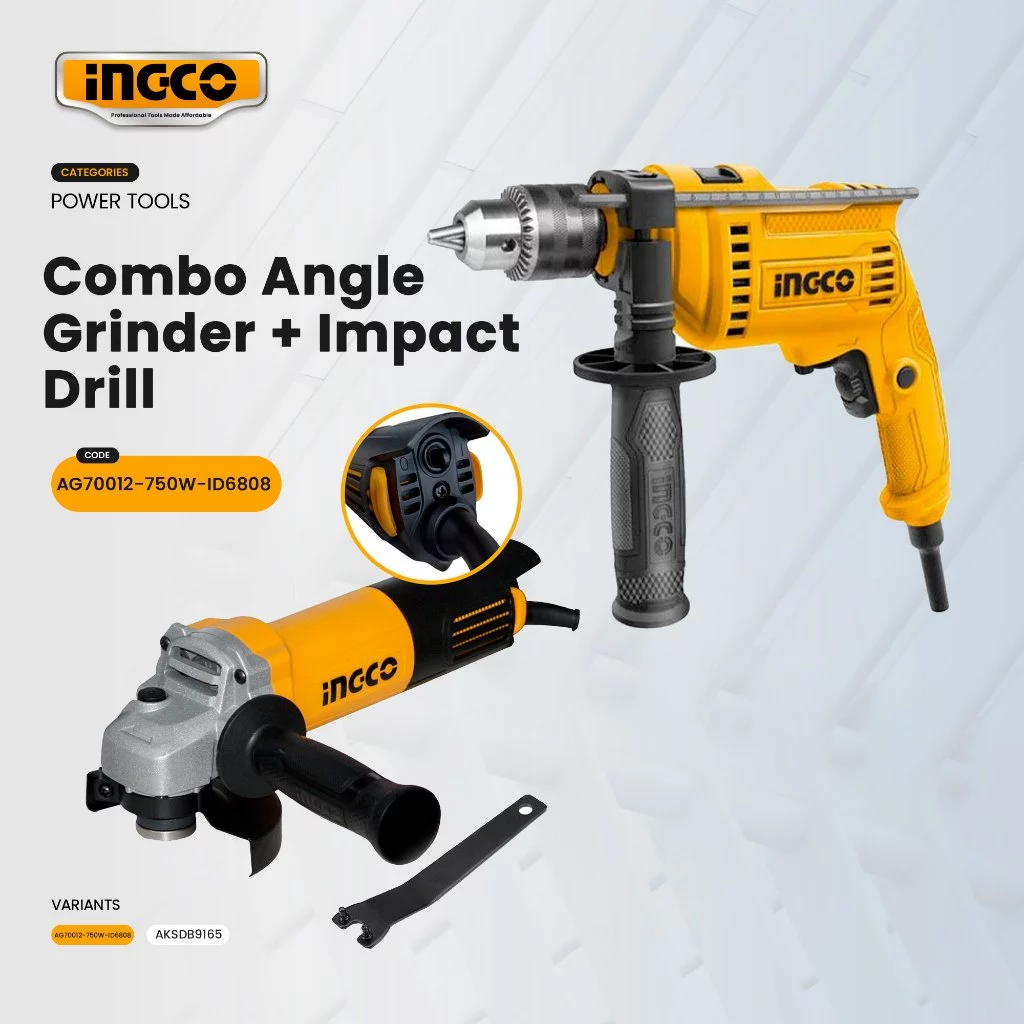 INGCO
Professional Tools Made Affordable
CATEGORIES
POWER TOOLS
Combo Angle
Grinder + Impact
Drill
CODE
AG70012-750W-ID6808
INGCO
INGCO
INGCO
INGCO
VARIANTS
AG70012-750W-ID6808
AKSDB9165